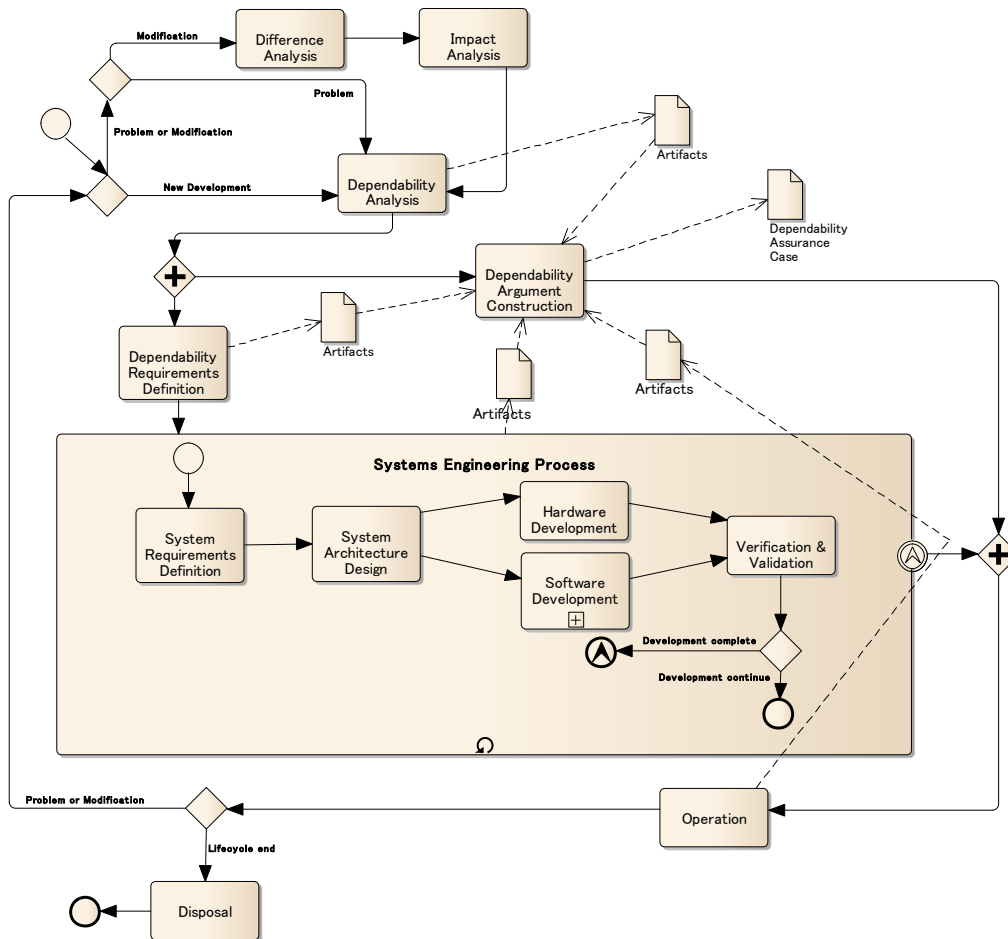 Modification
Difference
Analysis
Impact
Analysis
Problem
Problem or Modification
Artifacts
New Development
Dependability
Analysis
Dependability
Assurance
Case
Dependability
Argument
Construction
Artifacts
Dependability
Requirements
Definition
Artifacts
Artifacts
Systems Engineering Process
System
Requirements
Definition
System
Architecture
Design
Hardware
Development
Software
Development
Verification &
Validation
Development complete
Development continue
Problem or Modification
Operation
Lifecycle end
Disposal